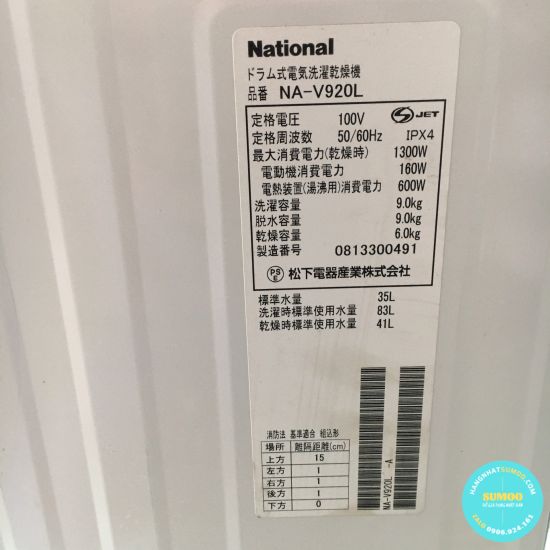 National
ドラム式電気洗濯乾燥機
品番 NA-V920L
定格電圧 100V S JET
定格周波数 50/60Hz IPX4
最大消費電力(乾燥時) 1300W
電動機消費電力 160W
電熱装置(湯沸用)消費電力 600W
洗濯容量 9.0kg
脱水容量 9.0kg
乾燥容量 6.0kg
製造番号 0813300491
PSE 松下電器産業株式会社
標準水量 35L
洗濯時標準使用水量 83L
乾燥時標準使用水量 41L
消防法 基準適合 組込形
場所 離隔距離(cm)
上方 15
左方 1
右方 1
後方 1
下方 0
NA-V920L -A
HANGNHATSUMOO.COM
SUMOO
ZALO 0906.924.161